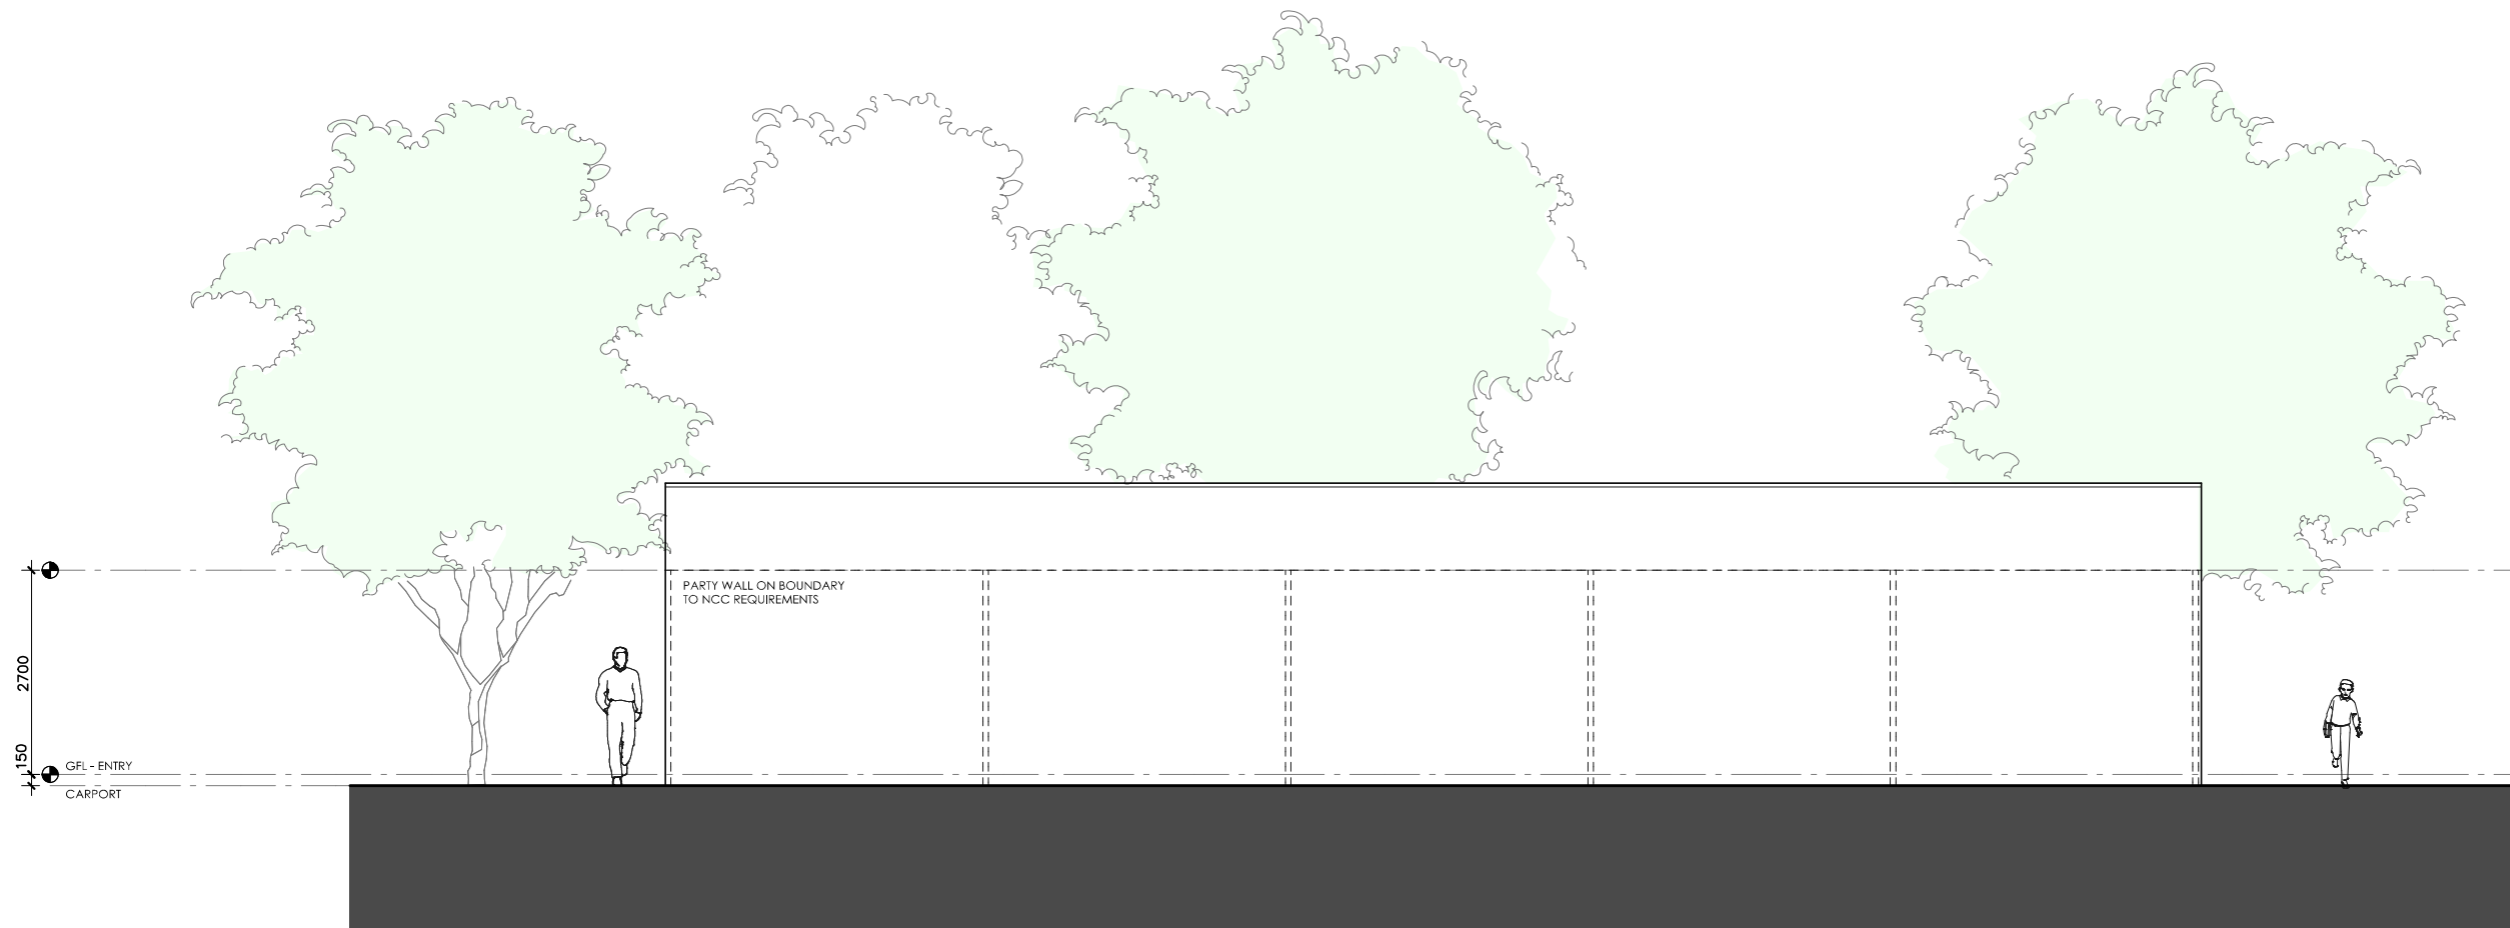 PARTY WALL ON BOUNDARY
TO NCC REQUIREMENTS
2700
150
GFL - ENTRY
CARPORT